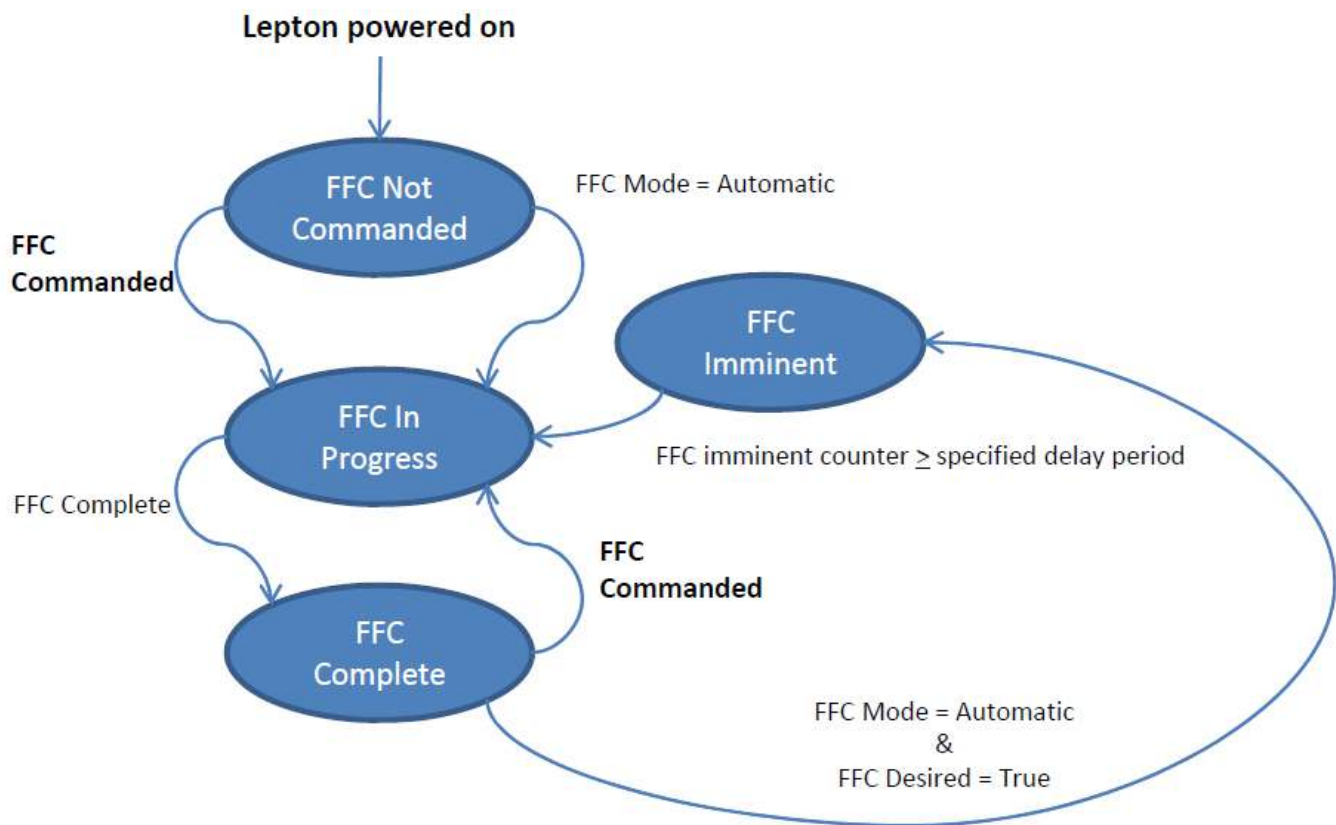 Lepton powered on
FFC Not
Commanded
FFC Mode = Automatic
FFC
Commanded
FFC
Imminent
FFC In
Progress
FFC imminent counter ≥ specified delay period
FFC Complete
FFC
Commanded
FFC
Complete
FFC Mode = Automatic
&
FFC Desired = True